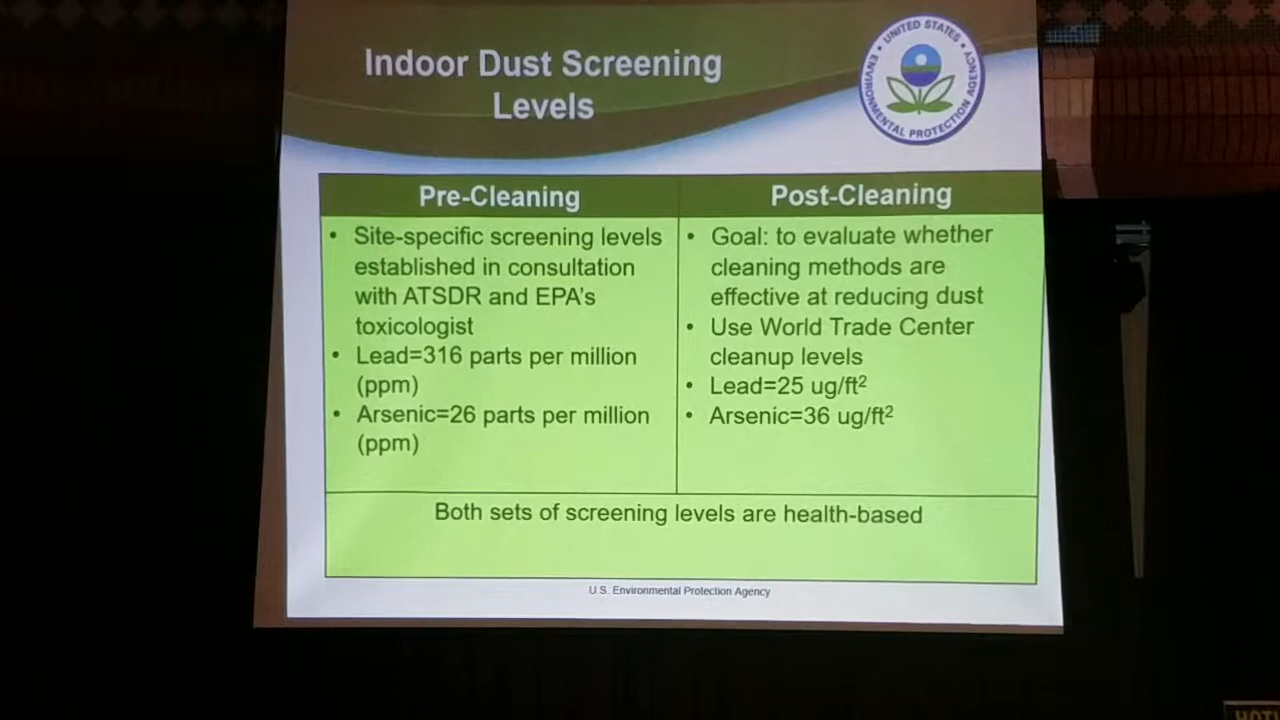 Indoor Dust Screening
Levels
UNITED STATES
ENVIRONMENTAL PROTECTION AGENCY
Pre-Cleaning
• Site-specific screening levels
established in consultation
with ATSDR and EPA's
toxicologist
• Lead=316 parts per million
(ppm)
• Arsenic=26 parts per million
(ppm)
Post-Cleaning
• Goal: to evaluate whether
cleaning methods are
effective at reducing dust
• Use World Trade Center
cleanup levels
• Lead=25 ug/ft²
• Arsenic=36 ug/ft²
Both sets of screening levels are health-based
U.S. Environmental Protection Agency